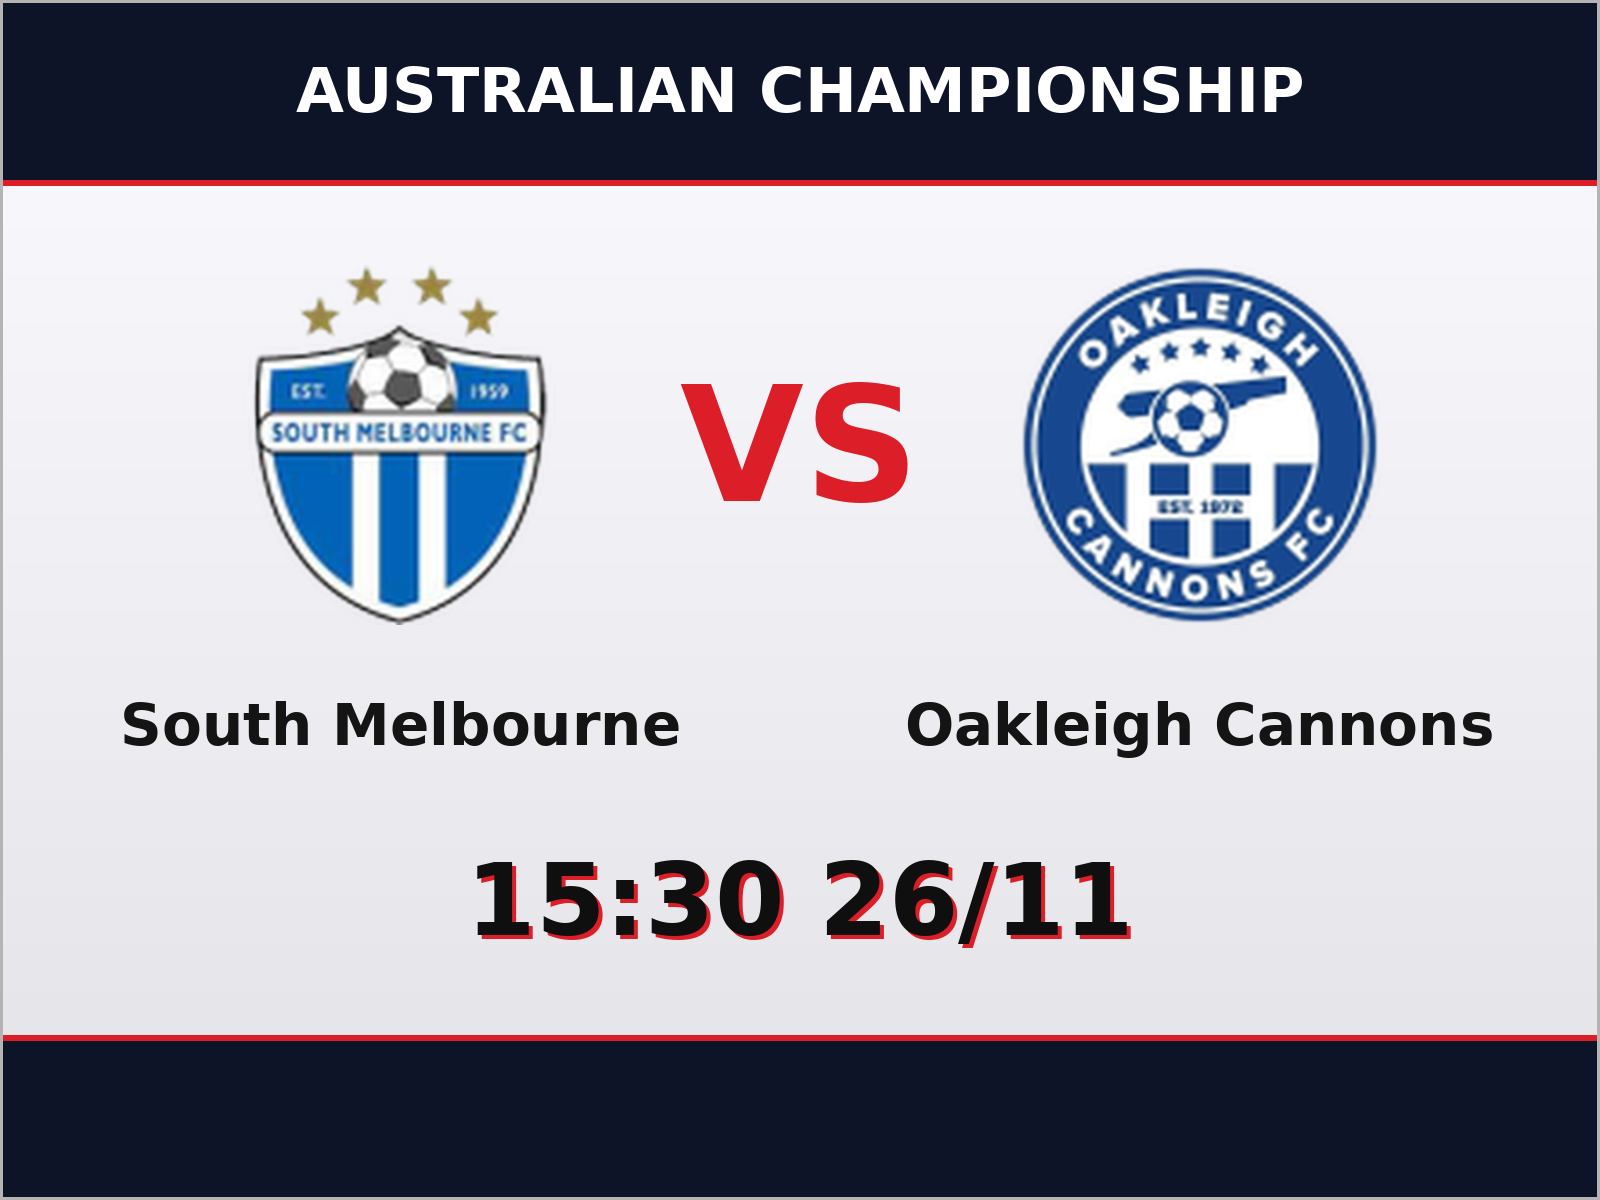 AUSTRALIAN CHAMPIONSHIP
EST. 1959
SOUTH MELBOURNE FC
VS
OAKLEIGH
EST. 1972
CANNONS FC
South Melbourne
Oakleigh Cannons
15:30 26/11